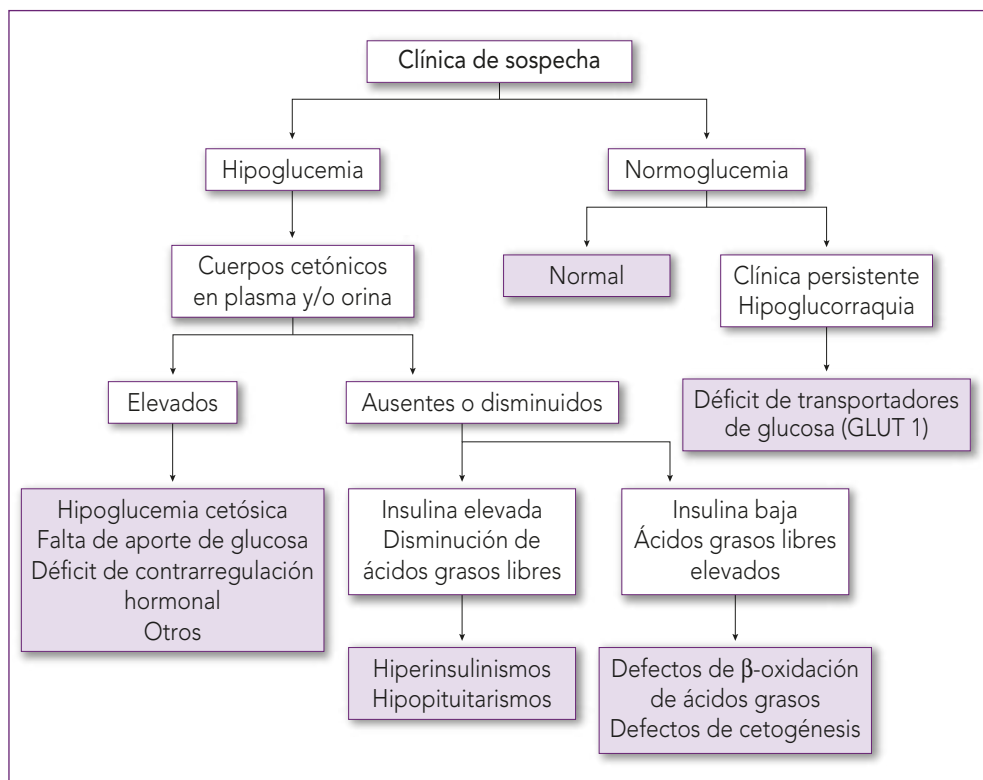 Clínica de sospecha
Hipoglucemia
Normoglucemia
Cuerpos cetónicos
en plasma y/o orina
Normal
Clínica persistente
Hipoglucorraquia
Elevados
Ausentes o disminuidos
Déficit de transportadores
de glucosa (GLUT 1)
Hipoglucemia cetósica
Falta de aporte de glucosa
Déficit de contrarregulación
hormonal
Otros
Insulina elevada
Disminución de
ácidos grasos libres
Insulina baja
Ácidos grasos libres
elevados
Hiperinsulinismos
Hipopituitarismos
Defectos de β-oxidación
de ácidos grasos
Defectos de cetogénesis